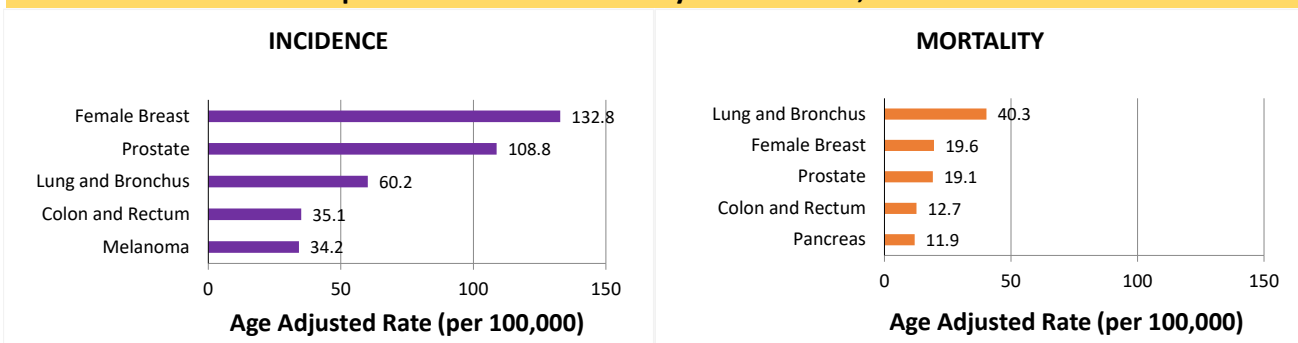 INCIDENCE
Female Breast 132.8
Prostate 108.8
Lung and Bronchus 60.2
Colon and Rectum 35.1
Melanoma 34.2
0 50 100 150
Age Adjusted Rate (per 100,000)
MORTALITY
Lung and Bronchus 40.3
Female Breast 19.6
Prostate 19.1
Colon and Rectum 12.7
Pancreas 11.9
0 50 100 150
Age Adjusted Rate (per 100,000)